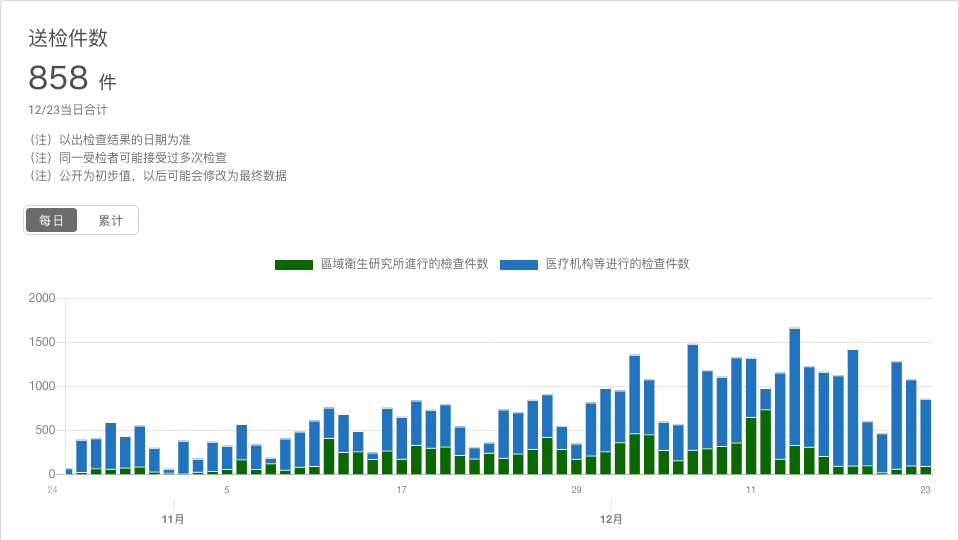 送检件数
858 件
12/23当日合计
（注）以出检查结果的日期为准
（注）同一受检者可能接受过多次检查
（注）公开为初步值，以后可能会修改为最终数据
每日 累计
區域衛生研究所進行的檢查件數 医疗机构等进行的检查件数
2000
1500
1000
500
0
24 5 17 29 11 23
11月 12月